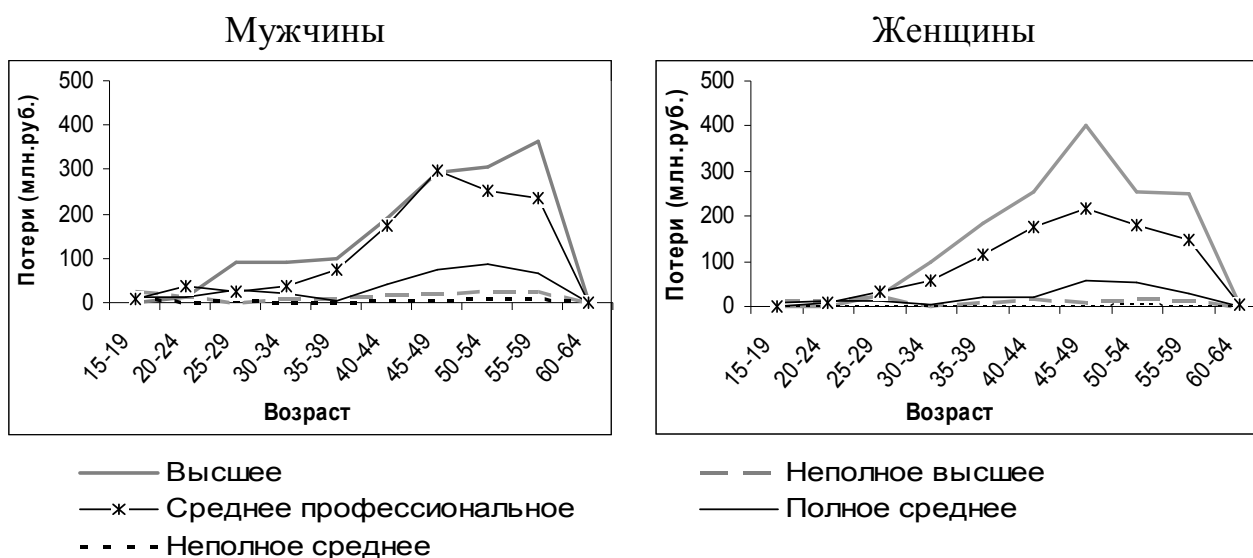 Мужчины
Женщины
Потери (млн.руб.)
500
400
300
200
100
0
15-19
20-24
25-29
30-34
35-39
40-44
45-49
50-54
55-59
60-64
Возраст
Потери (млн.руб.)
500
400
300
200
100
0
15-19
20-24
25-29
30-34
35-39
40-44
45-49
50-54
55-59
60-64
Возраст
Высшее
Неполное высшее
Среднее профессиональное
Полное среднее
Неполное среднее